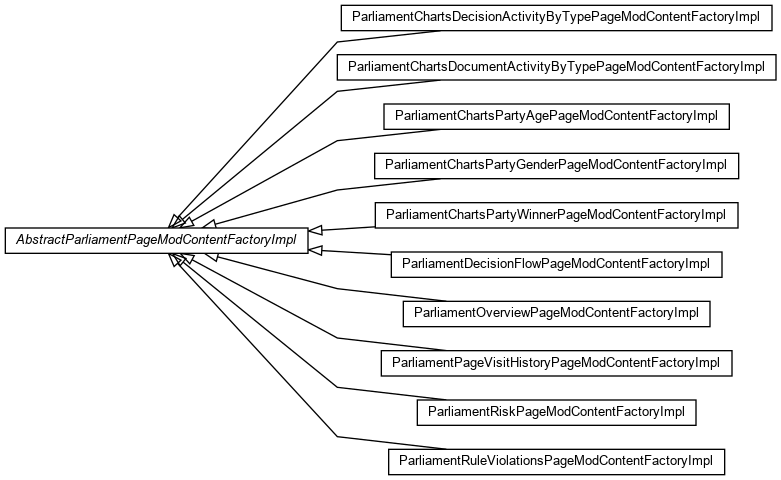 ParliamentChartsDecisionActivityByTypePageModContentFactoryImpl
ParliamentChartsDocumentActivityByTypePageModContentFactoryImpl
ParliamentChartsPartyAgePageModContentFactoryImpl
ParliamentChartsPartyGenderPageModContentFactoryImpl
ParliamentChartsPartyWinnerPageModContentFactoryImpl
AbstractParliamentPageModContentFactoryImpl
ParliamentDecisionFlowPageModContentFactoryImpl
ParliamentOverviewPageModContentFactoryImpl
ParliamentPageVisitHistoryPageModContentFactoryImpl
ParliamentRiskPageModContentFactoryImpl
ParliamentRuleViolationsPageModContentFactoryImpl